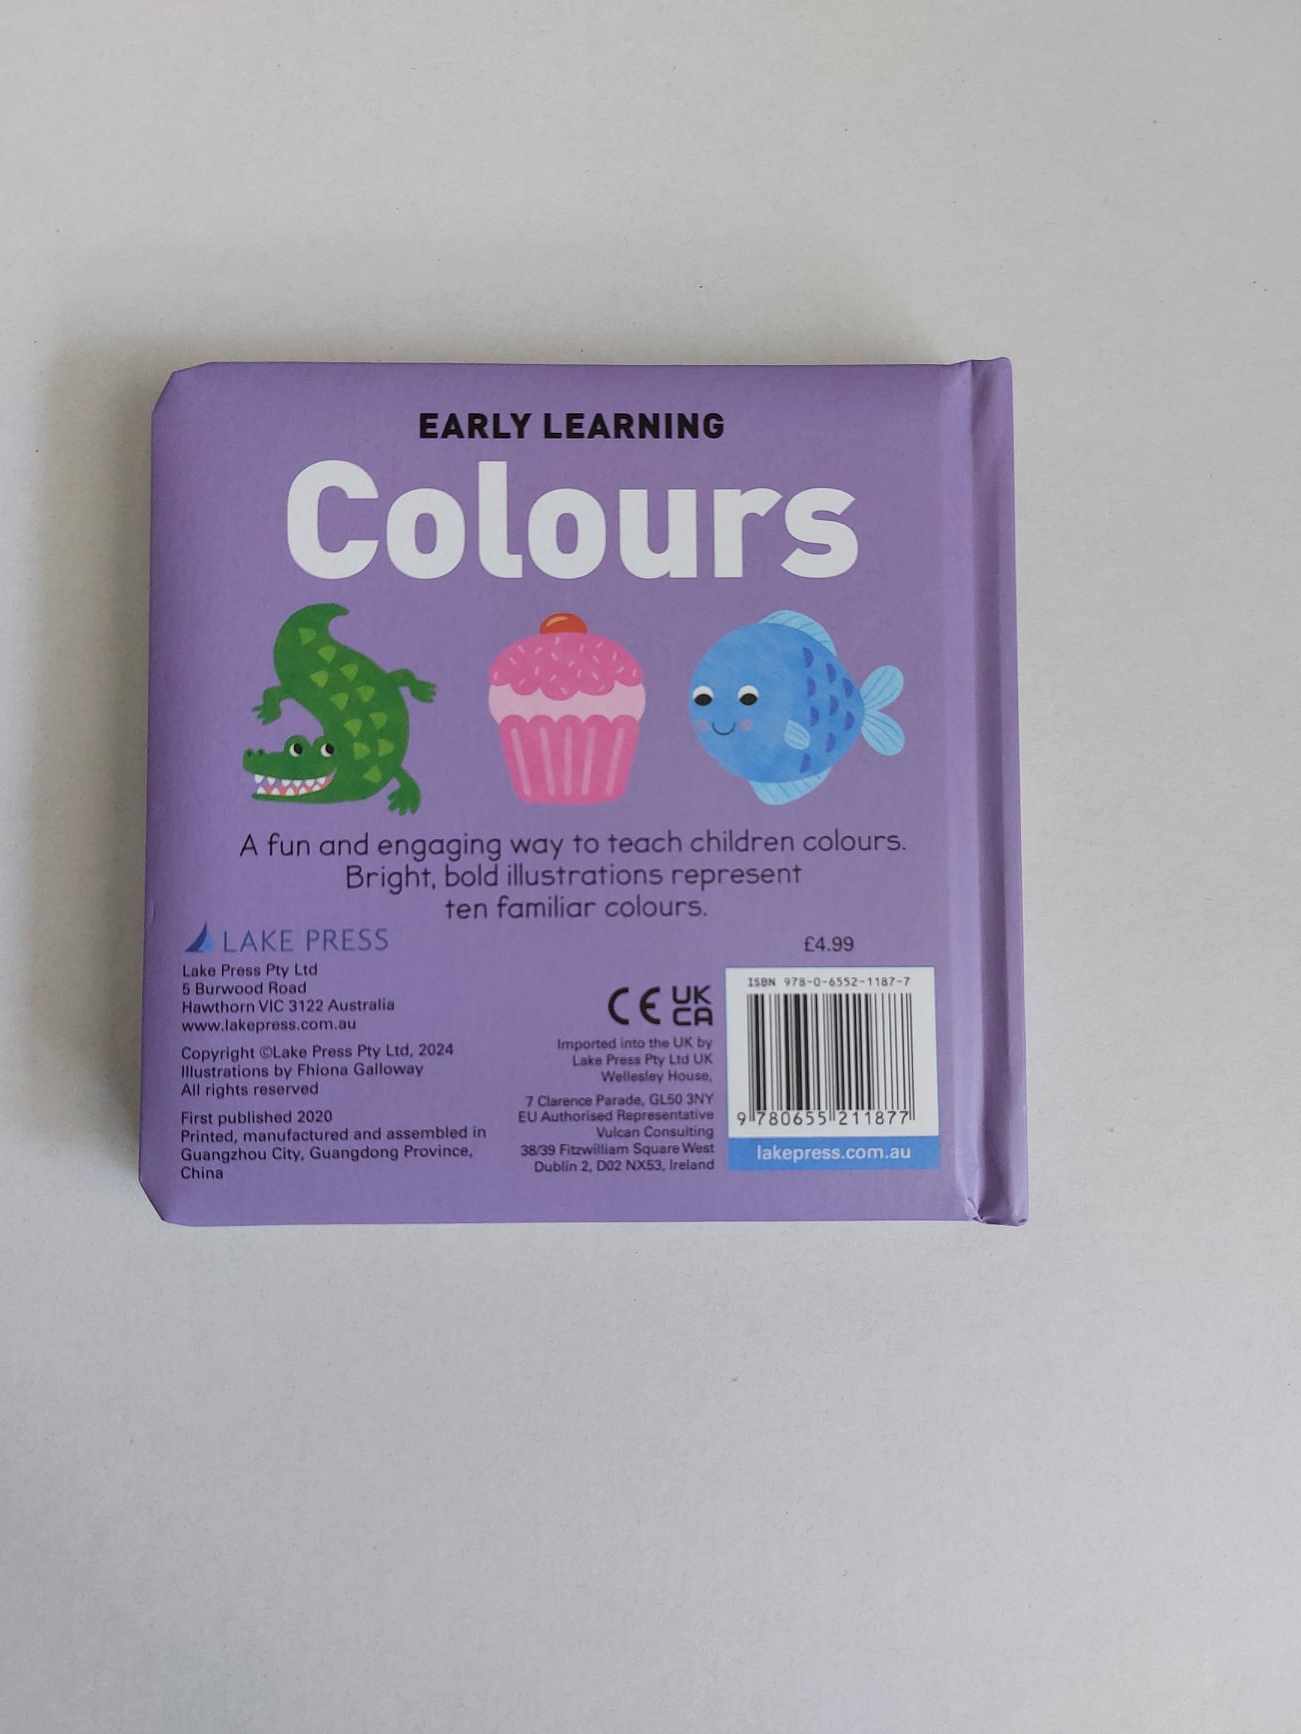 EARLY LEARNING
Colours
A fun and engaging way to teach children colours.
Bright, bold illustrations represent
ten familiar colours.
LAKE PRESS
Lake Press Pty Ltd
5 Burwood Road
Hawthorn VIC 3122 Australia
www.lakepress.com.au
Copyright ©Lake Press Pty Ltd, 2024
Illustrations by Fhiona Galloway
All rights reserved
First published 2020
Printed, manufactured and assembled in
Guangzhou City, Guangdong Province,
China
CE UK
CA
Imported into the UK by
Lake Press Pty Ltd UK
Wellesley House,
7 Clarence Parade, GL50 3NY
EU Authorised Representative
Vulcan Consulting
38/39 Fitzwilliam Square West
Dublin 2, D02 NX53, Ireland
£4.99
ISBN 978-0-6552-1187-7
9 780655 211877
lakepress.com.au